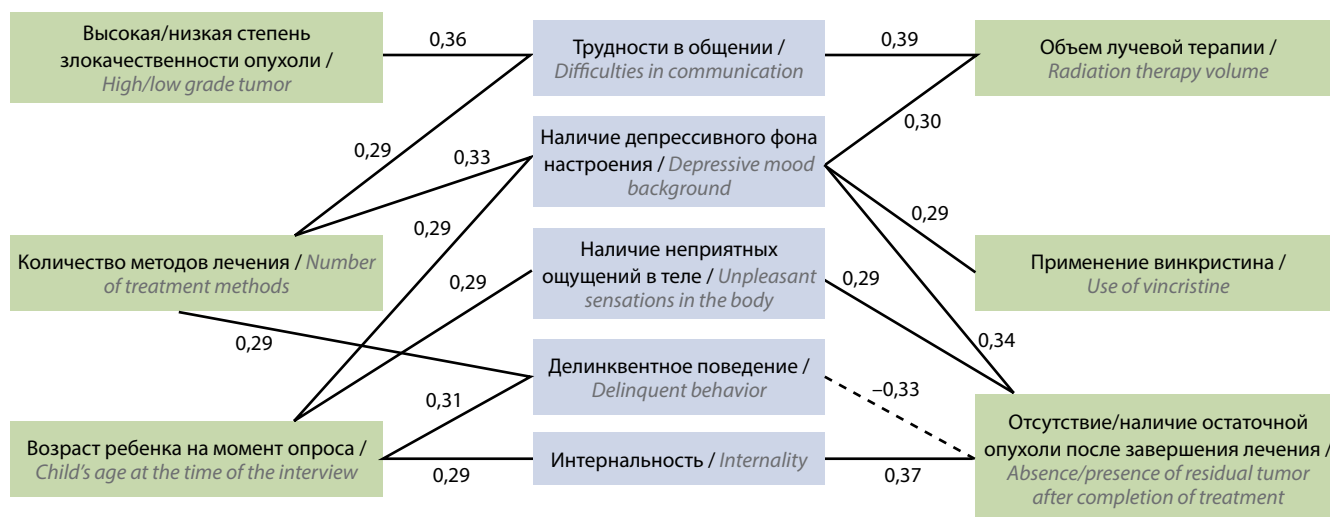 Высокая/низкая степень
злокачественности опухоли /
High/low grade tumor
0,36
Трудности в общении /
Difficulties in communication
0,39
Объем лучевой терапии /
Radiation therapy volume
0,29
0,33
Наличие депрессивного фона
настроения / Depressive mood
background
0,30
0,29
0,29
Количество методов лечения / Number
of treatment methods
0,29
Наличие неприятных
ощущений в теле / Unpleasant
sensations in the body
0,29
Применение винкристина /
Use of vincristine
0,29
0,34
Делинквентное поведение /
Delinquent behavior
0,31
–0,33
Возраст ребенка на момент опроса /
Child's age at the time of the interview
0,29
Интернальность / Internality
0,37
Отсутствие/наличие остаточной
опухоли после завершения лечения /
Absence/presence of residual tumor
after completion of treatment